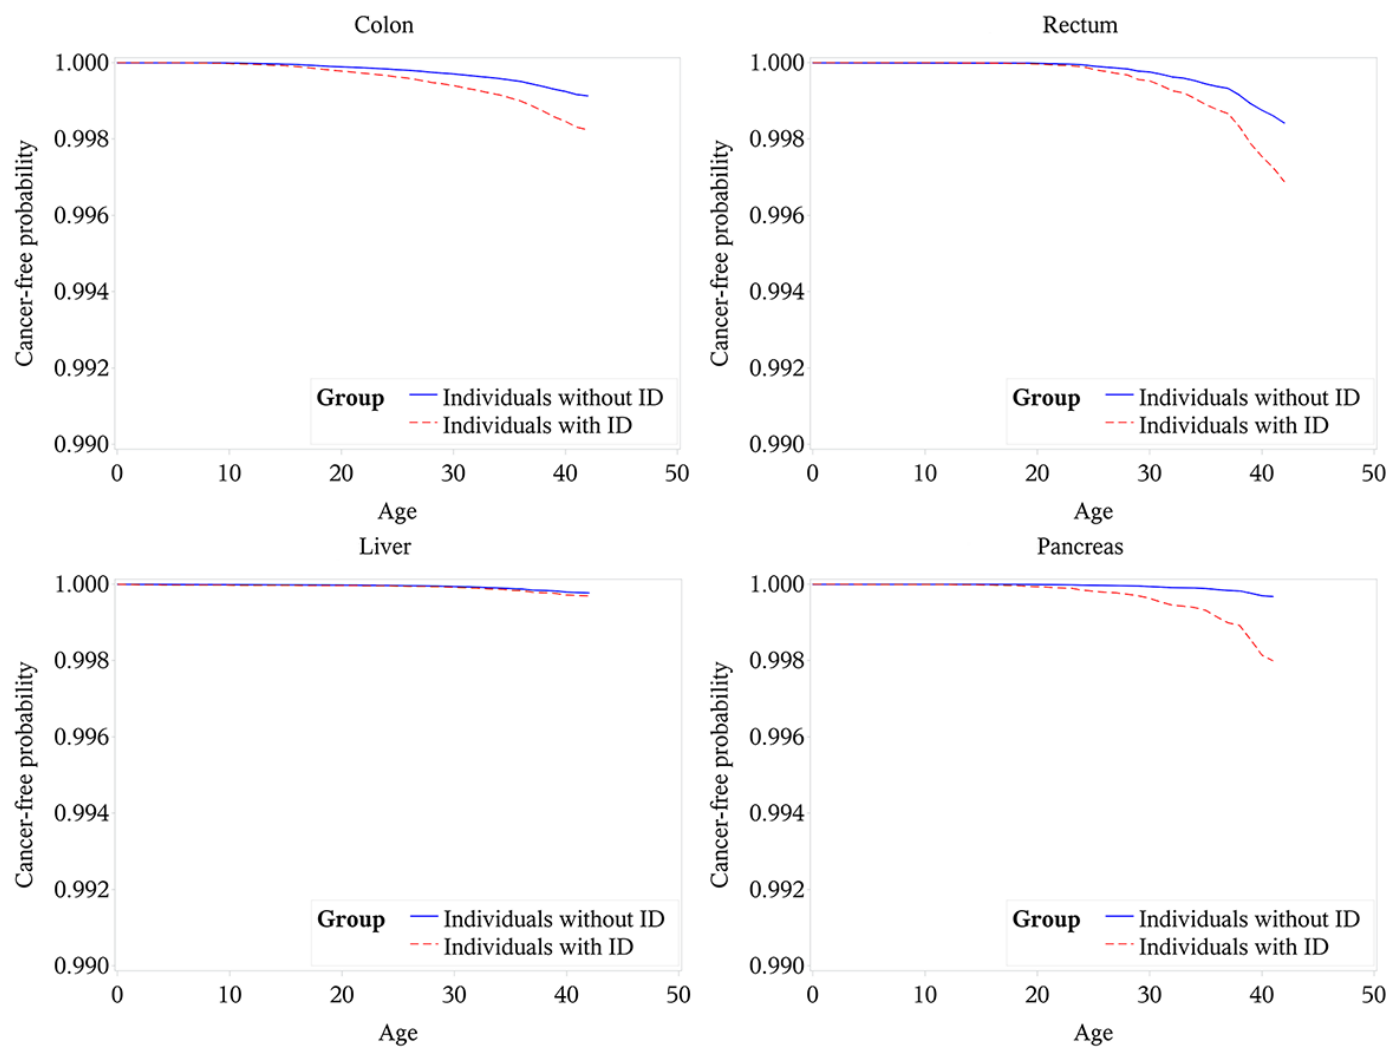 Colon
Cancer-free probability
1.000
0.998
0.996
0.994
0.992
0.990
Group
Individuals without ID
Individuals with ID
0 10 20 30 40 50
Age
Rectum
Cancer-free probability
1.000
0.998
0.996
0.994
0.992
0.990
Group
Individuals without ID
Individuals with ID
0 10 20 30 40 50
Age
Liver
Cancer-free probability
1.000
0.998
0.996
0.994
0.992
0.990
Group
Individuals without ID
Individuals with ID
0 10 20 30 40 50
Age
Pancreas
Cancer-free probability
1.000
0.998
0.996
0.994
0.992
0.990
Group
Individuals without ID
Individuals with ID
0 10 20 30 40 50
Age